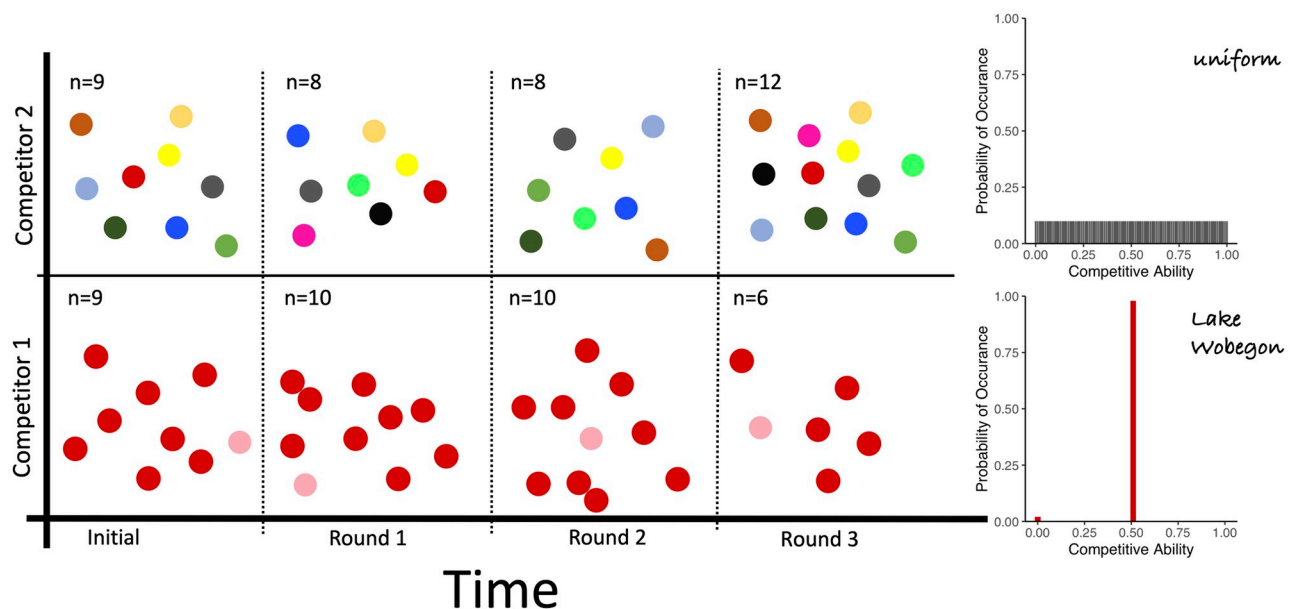 Competitor 2
n=9
n=8
n=8
n=12
Competitor 1
n=9
n=10
n=10
n=6
Initial
Round 1
Round 2
Round 3
Time
Probability of Occurance
1.00
0.75
0.50
0.25
0.00
uniform
0.00 0.25 0.50 0.75 1.00
Competitive Ability
Probability of Occurance
1.00
0.75
0.50
0.25
0.00
Lake
Wobegon
0.00 0.25 0.50 0.75 1.00
Competitive Ability